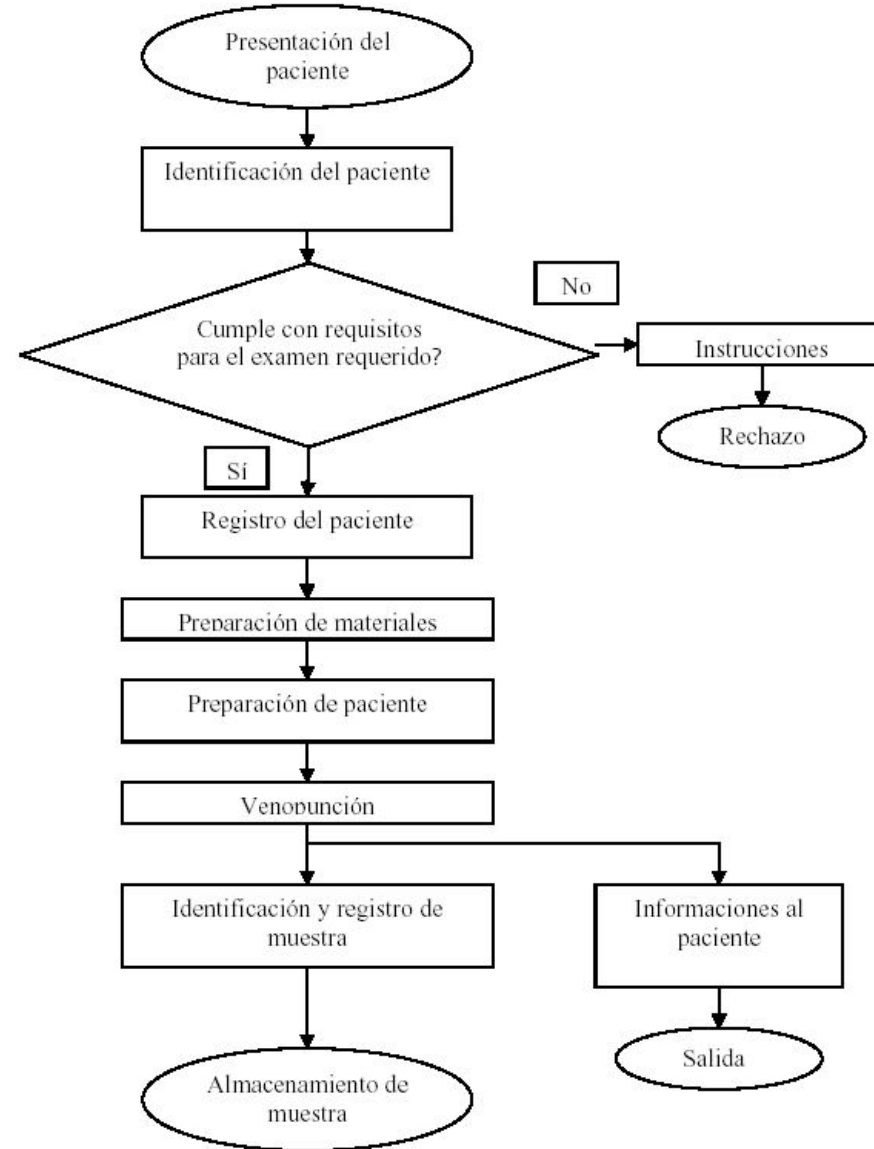 Presentación del
paciente
Identificación del paciente
No
Cumple con requisitos
para el examen requerido?
Instrucciones
Rechazo
Sí
Registro del paciente
Preparación de materiales
Preparación de paciente
Venopunción
Identificación y registro de
muestra
Informaciones al
paciente
Salida
Almacenamiento de
muestra